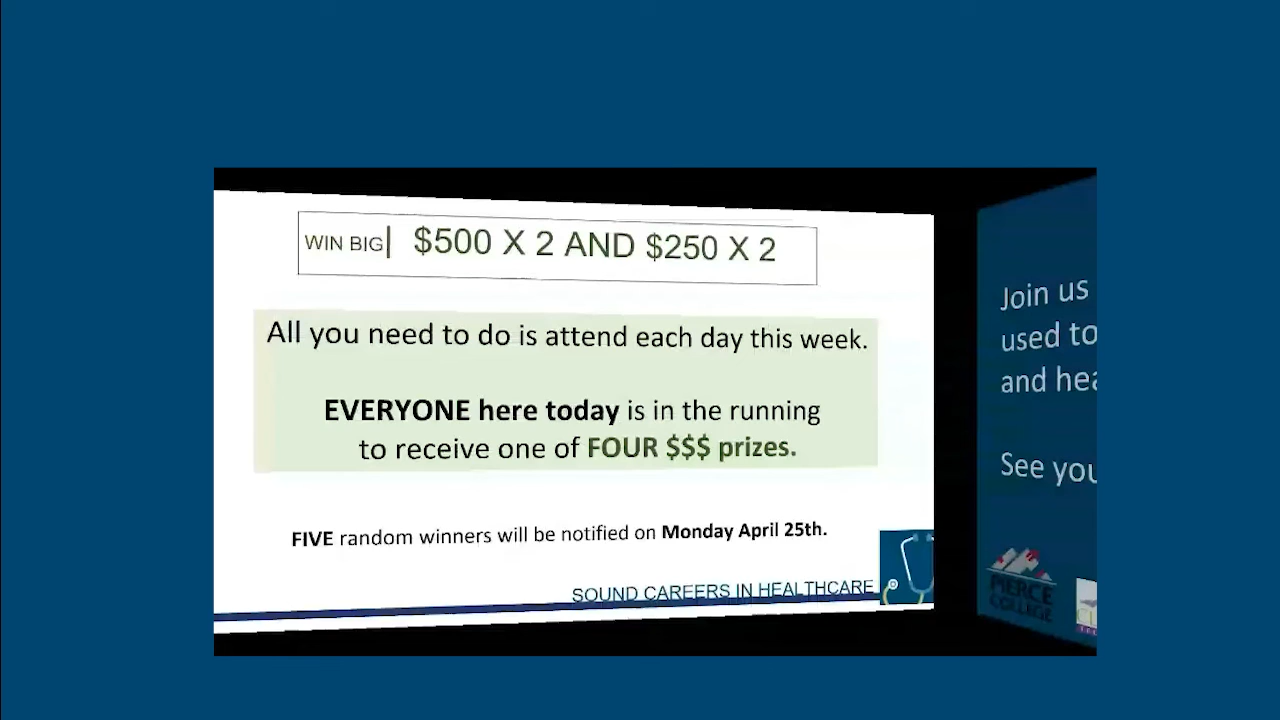 WIN BIG| $500 X 2 AND $250 X 2
All you need to do is attend each day this week.
EVERYONE here today is in the running
to receive one of FOUR $$$ prizes.
FIVE random winners will be notified on Monday April 25th.
SOUND CAREERS IN HEALTHCARE
Join us
used to
and hea
See you
PIERCE
COLLEGE